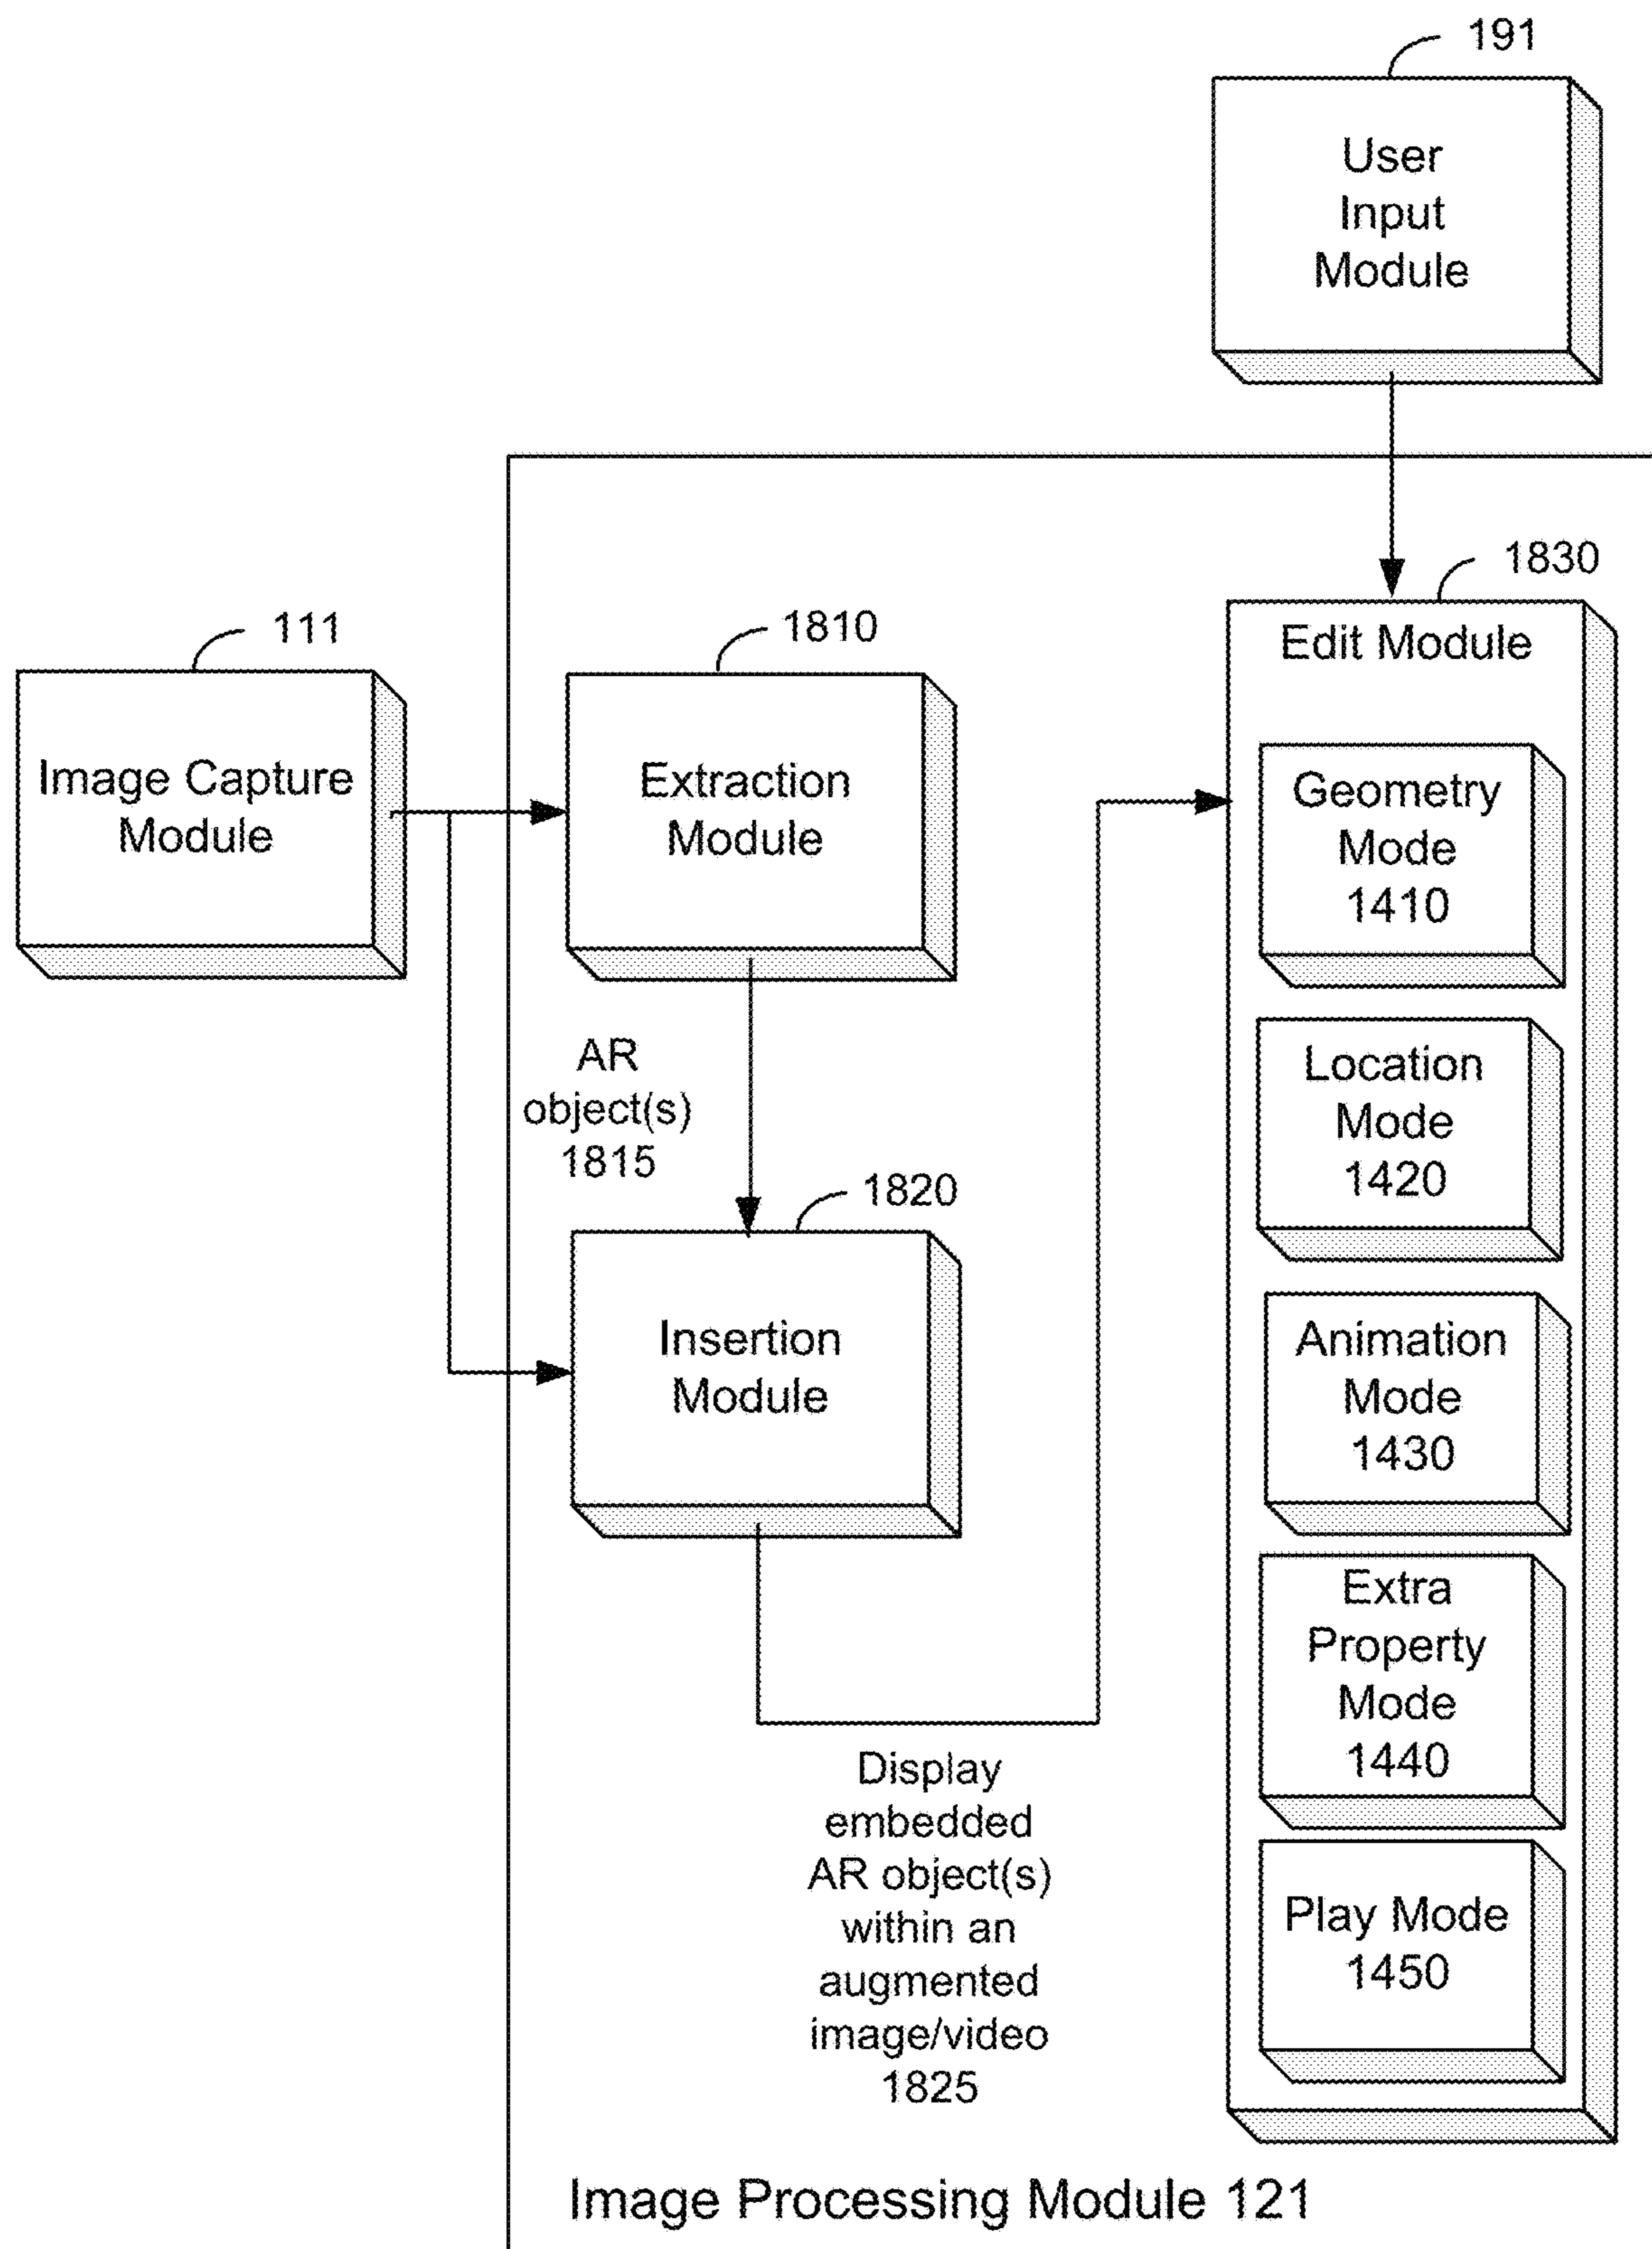 191
User
Input
Module
1830
Edit Module
111
Image Capture
Module
1810
Extraction
Module
Geometry
Mode
1410
AR
object(s)
1815
Location
Mode
1420
1820
Insertion
Module
Animation
Mode
1430
Extra
Property
Mode
1440
Display
embedded
AR object(s)
within an
augmented
image/video
1825
Play Mode
1450
Image Processing Module 121